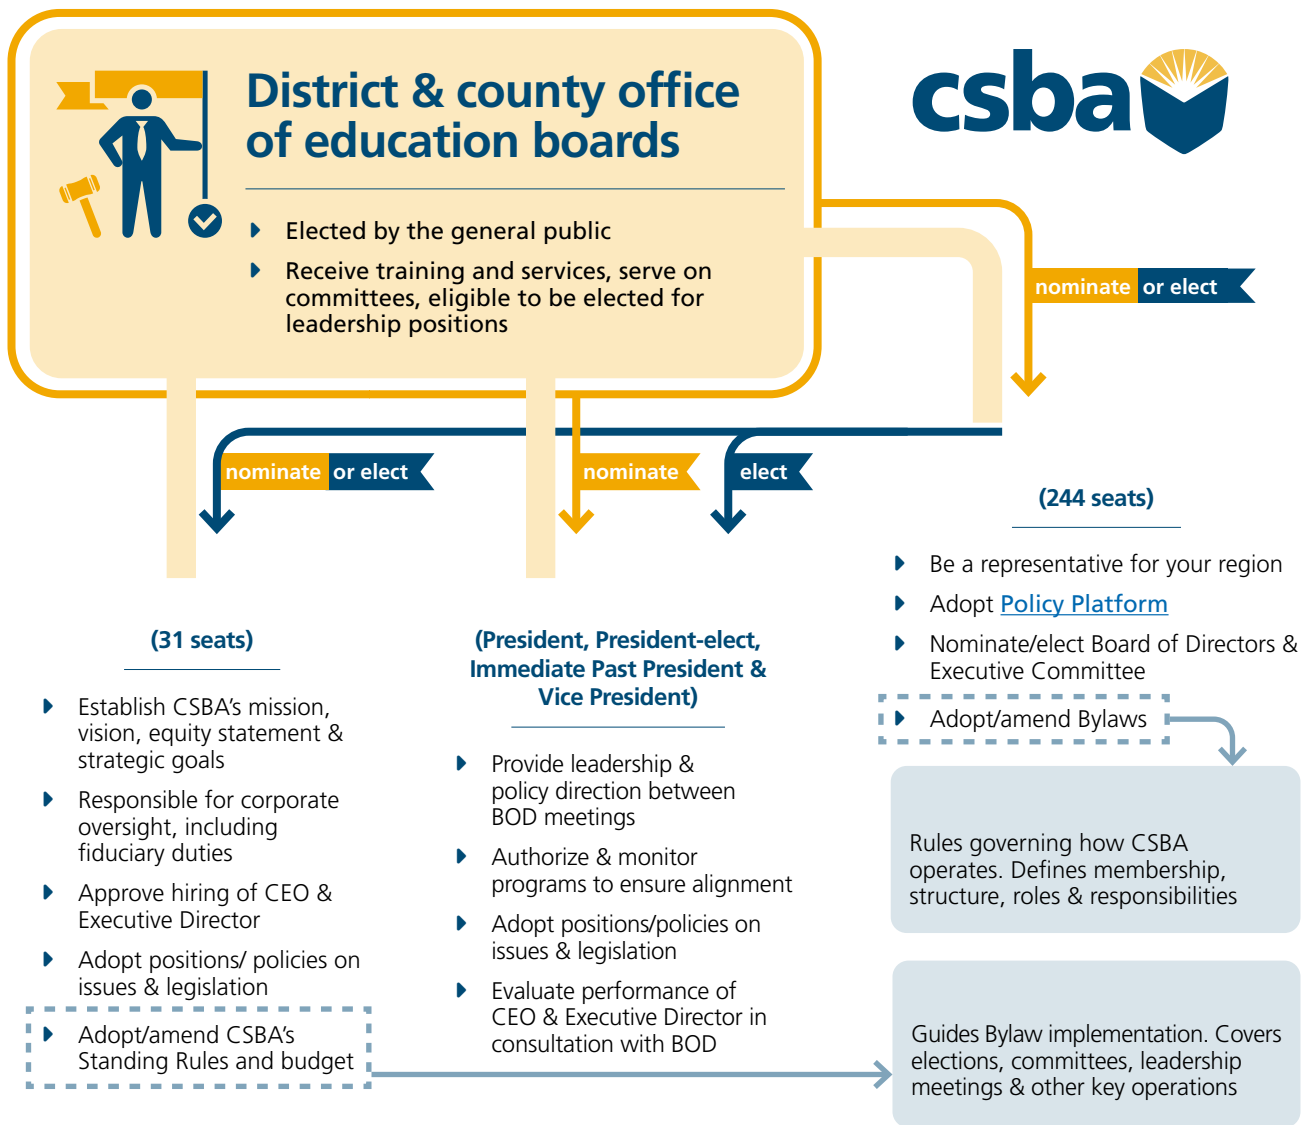 District & county office
of education boards
Elected by the general public
Receive training and services, serve on
committees, eligible to be elected for
leadership positions
csba
nominate or elect
nominate or elect
nominate
elect
(31 seats)
Establish CSBA's mission,
vision, equity statement &
strategic goals
Responsible for corporate
oversight, including
fiduciary duties
Approve hiring of CEO &
Executive Director
Adopt positions/ policies on
issues & legislation
Adopt/amend CSBA's
Standing Rules and budget
(President, President-elect,
Immediate Past President &
Vice President)
Provide leadership &
policy direction between
BOD meetings
Authorize & monitor
programs to ensure alignment
Adopt positions/policies on
issues & legislation
Evaluate performance of
CEO & Executive Director in
consultation with BOD
(244 seats)
Be a representative for your region
Adopt Policy Platform
Nominate/elect Board of Directors &
Executive Committee
Adopt/amend Bylaws
Rules governing how CSBA
operates. Defines membership,
structure, roles & responsibilities
Guides Bylaw implementation. Covers
elections, committees, leadership
meetings & other key operations